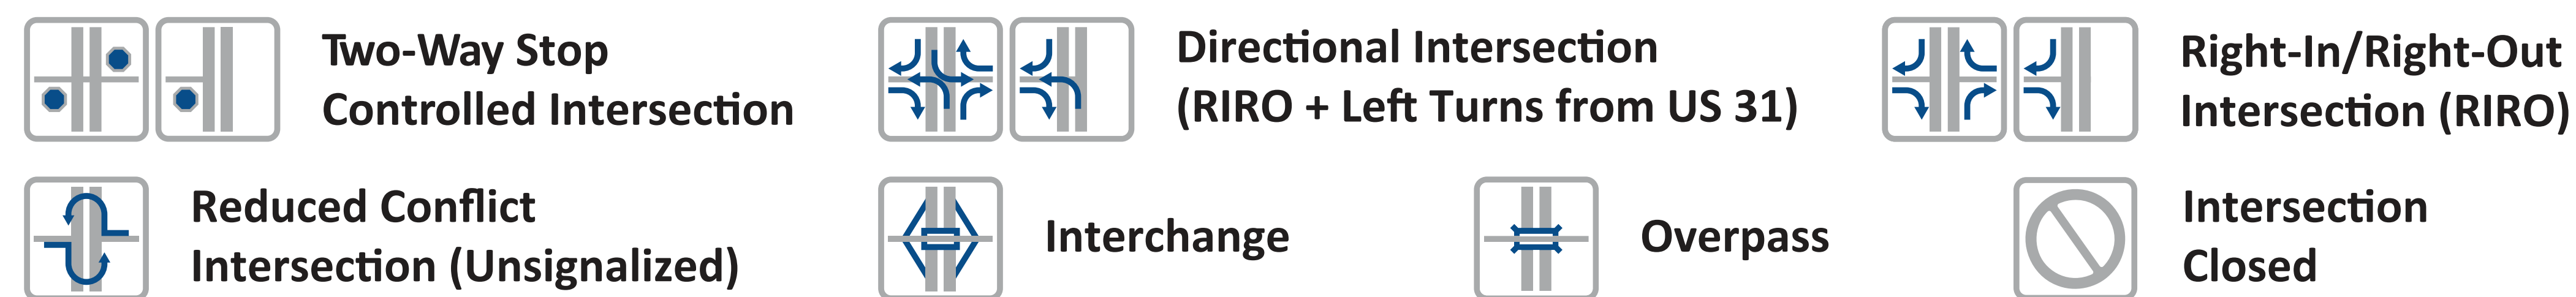 Two-Way Stop
Controlled Intersection
Directional Intersection
(RIRO + Left Turns from US 31)
Right-In/Right-Out
Intersection (RIRO)
Reduced Conflict
Intersection (Unsignalized)
Interchange
Overpass
Intersection
Closed